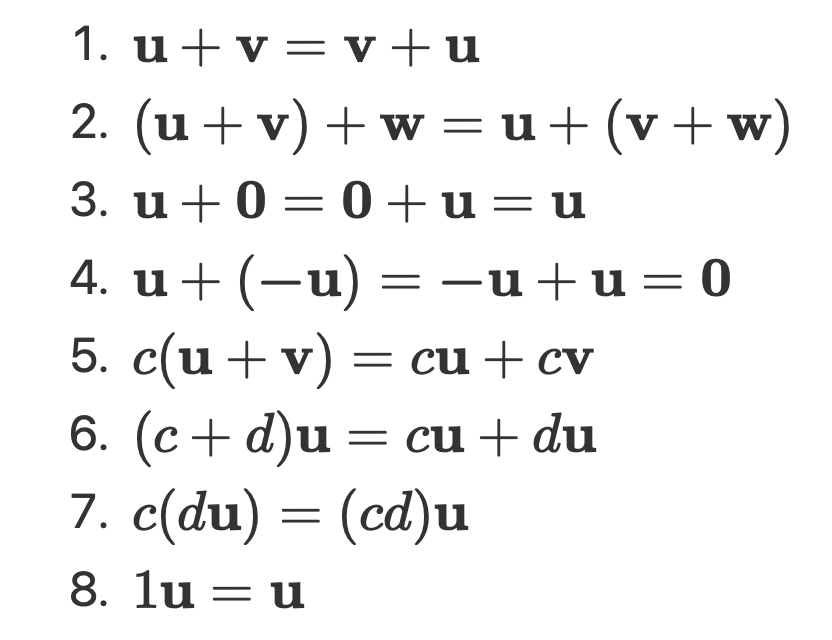 1. u + v = v + u
2. (u + v) + w = u + (v + w)
3. u + 0 = 0 + u = u
4. u + (−u) = −u + u = 0
5. c(u + v) = cu + cv
6. (c + d)u = cu + du
7. c(du) = (cd)u
8. 1u = u